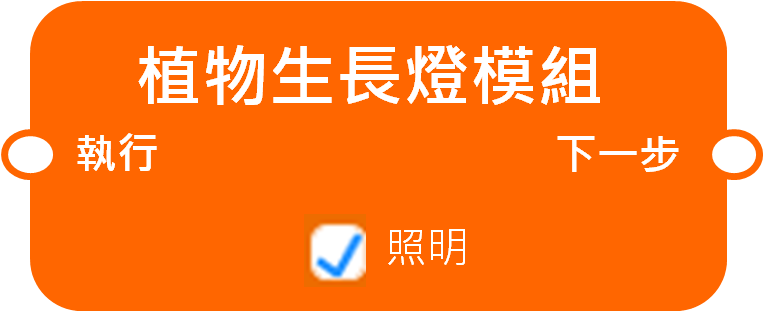 植物生長燈模組
執行 下一步
照明